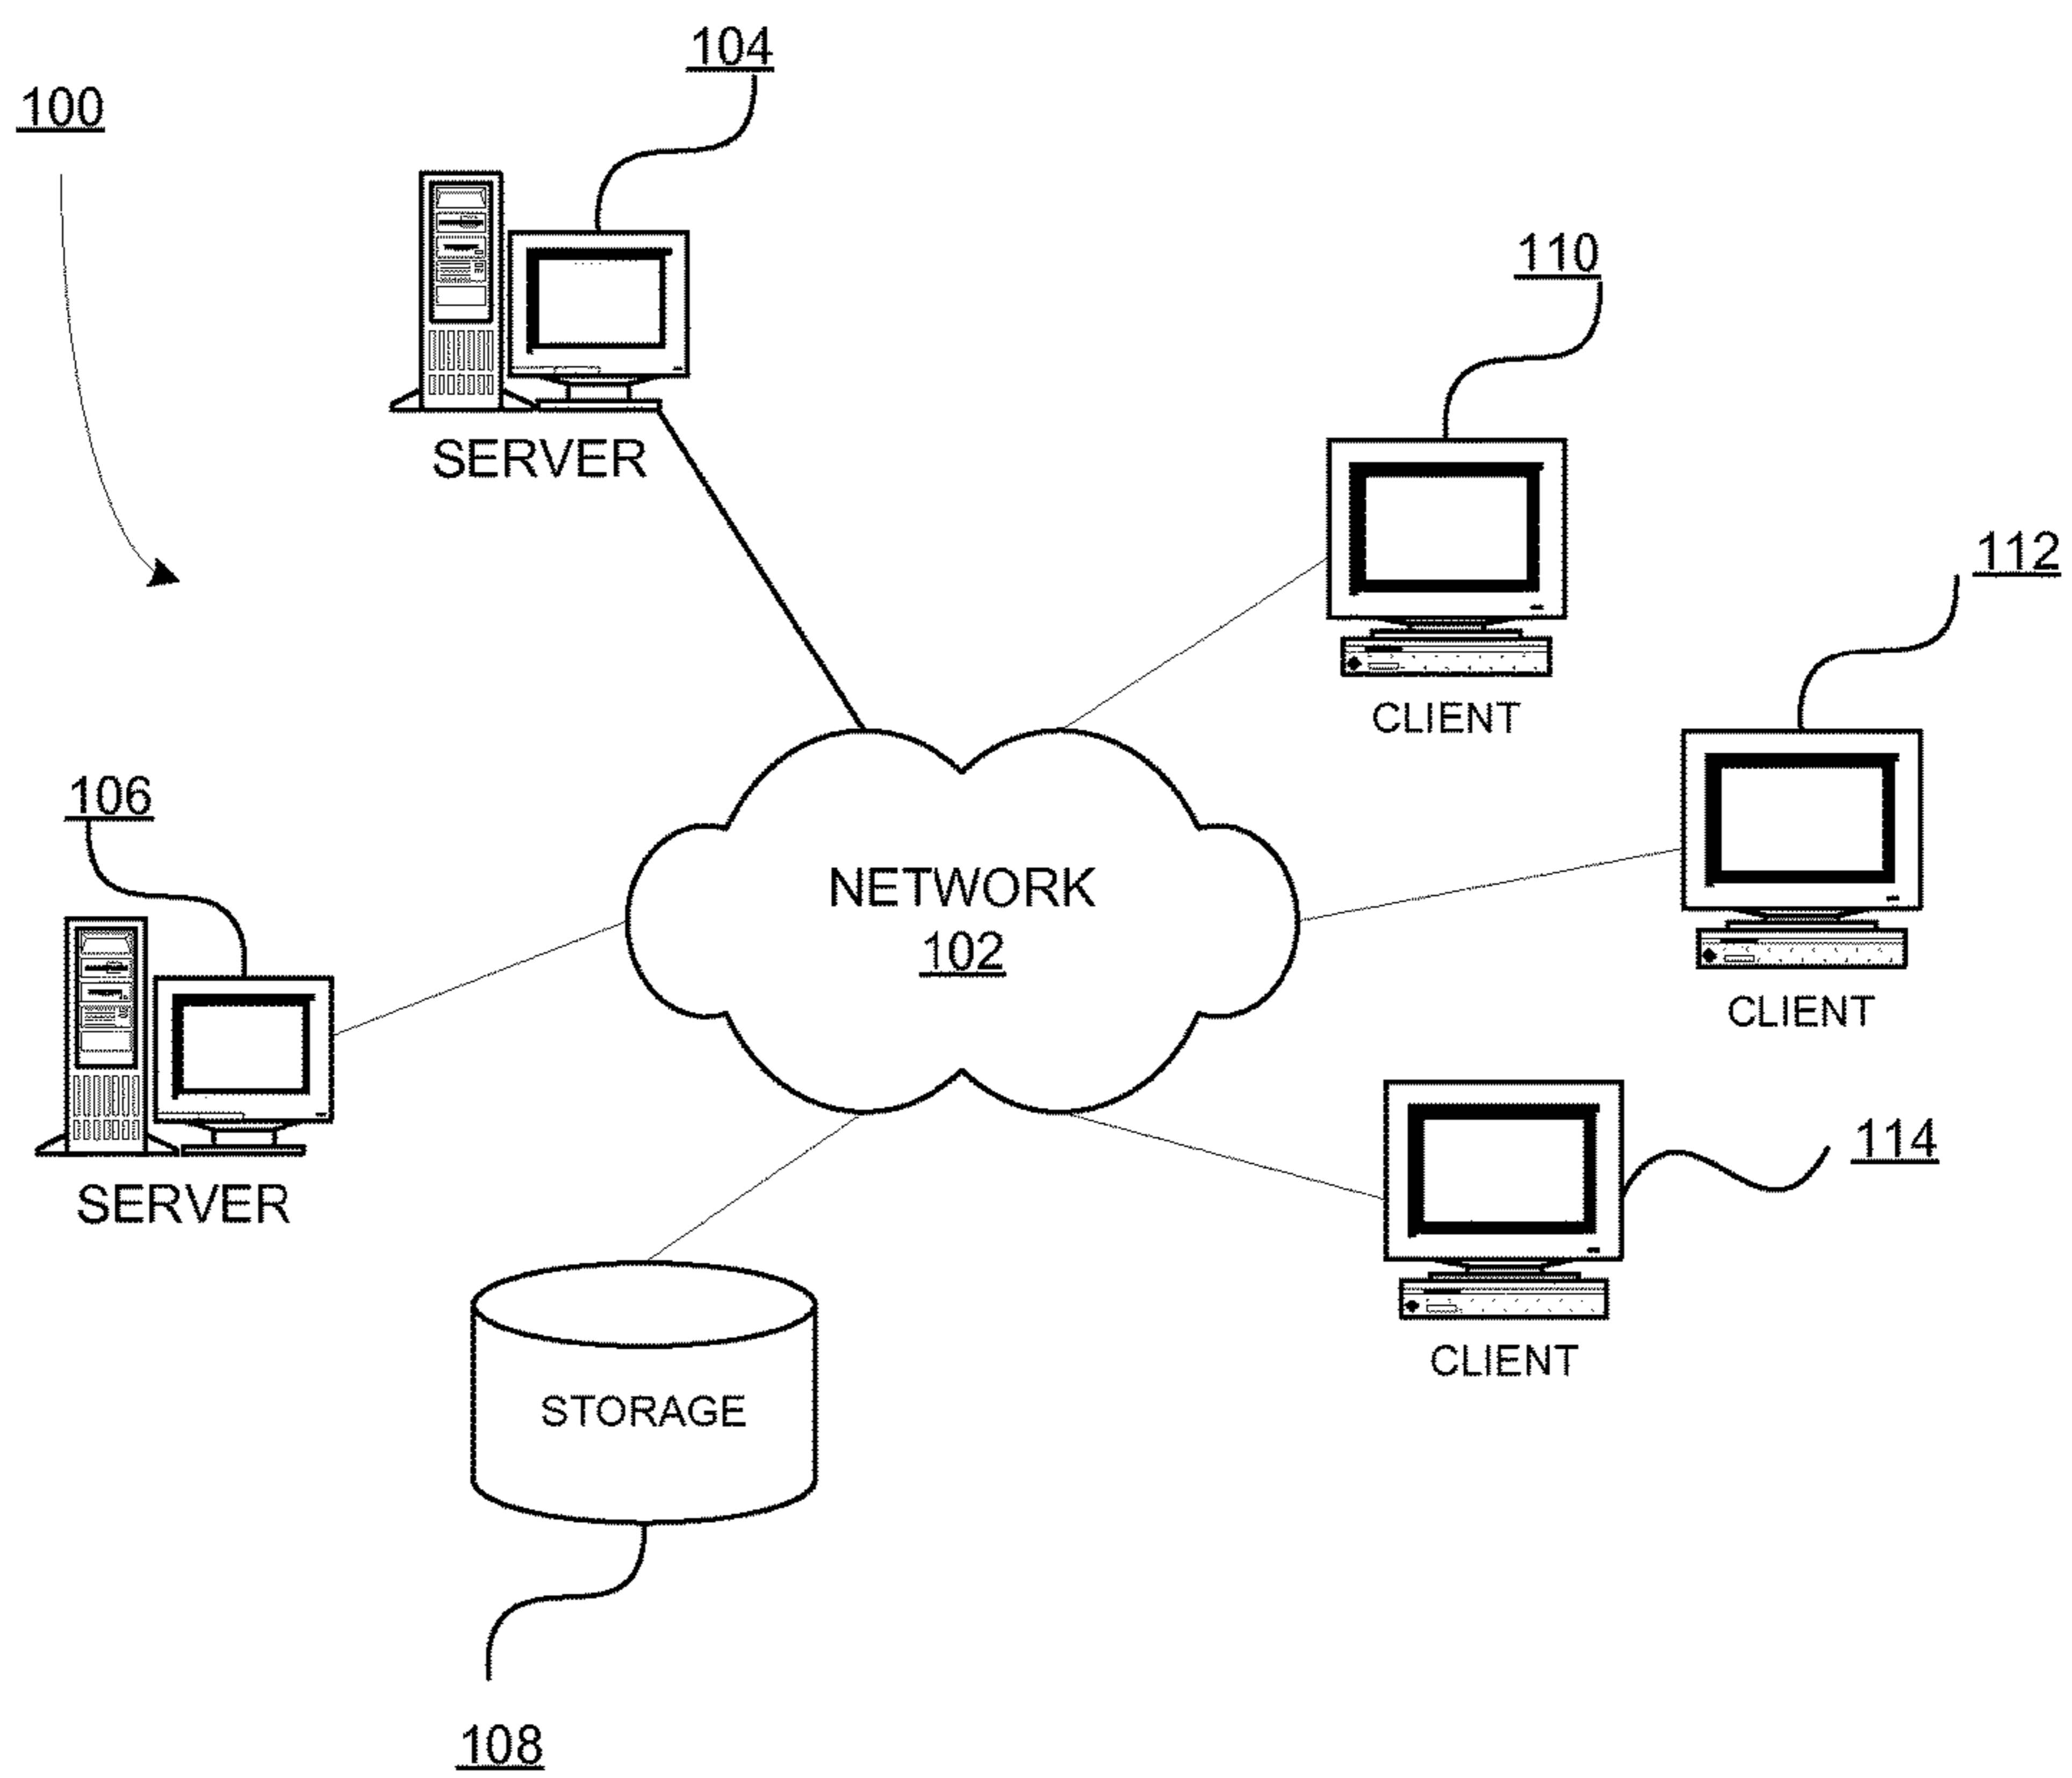 104
100
SERVER
110
CLIENT
112
CLIENT
106
SERVER
NETWORK
102
114
CLIENT
STORAGE
108